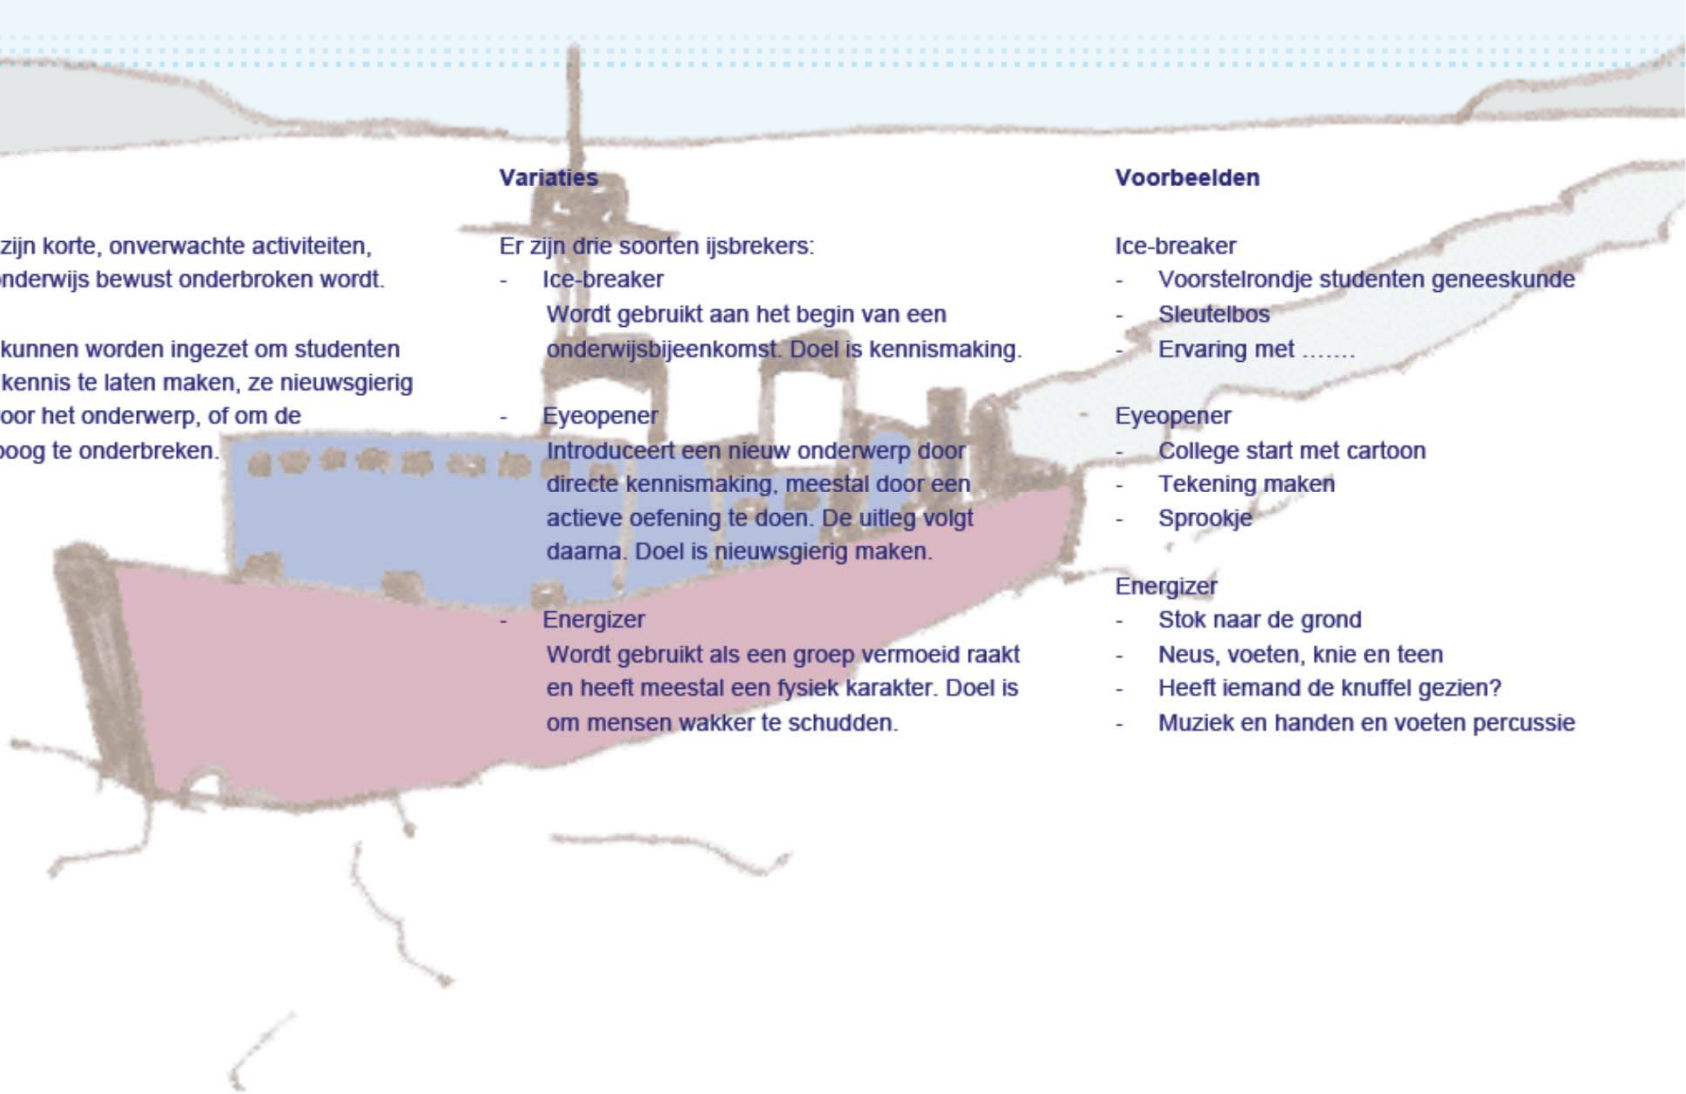 zijn korte, onverwachte activiteiten,
onderwijs bewust onderbroken wordt.
kunnen worden ingezet om studenten
kennis te laten maken, ze nieuwsgierig
oor het onderwerp, of om de
oog te onderbreken.
Variaties
Er zijn drie soorten ijsbrekers:
- Ice-breaker
Wordt gebruikt aan het begin van een
onderwijsbijeenkomst. Doel is kennismaking.
- Eyeopener
Introduceert een nieuw onderwerp door
directe kennismaking, meestal door een
actieve oefening te doen. De uitleg volgt
daarna. Doel is nieuwsgierig maken.
- Energizer
Wordt gebruikt als een groep vermoeid raakt
en heeft meestal een fysiek karakter. Doel is
om mensen wakker te schudden.
Voorbeelden
Ice-breaker
- Voorstelrondje studenten geneeskunde
- Sleutelbos
- Ervaring met .......
- Eyeopener
- College start met cartoon
- Tekening maken
- Sprookje
Energizer
- Stok naar de grond
- Neus, voeten, knie en teen
- Heeft iemand de knuffel gezien?
- Muziek en handen en voeten percussie